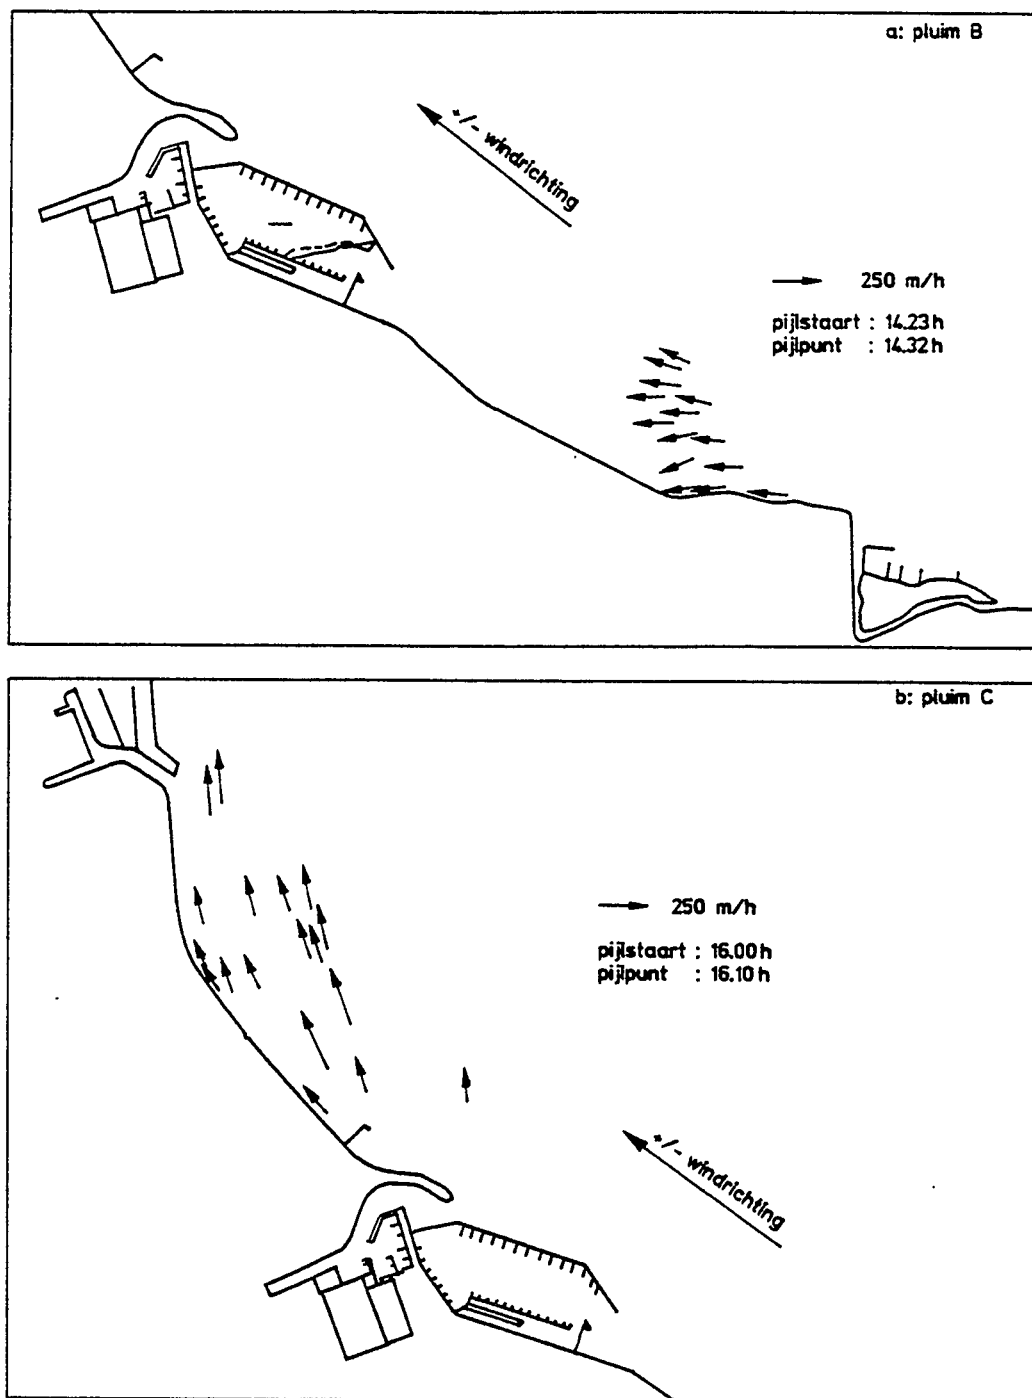 a: pluim B
+/- windrichting
250 m/h
pijlstaart : 14.23 h
pijlpunt : 14.32 h
b: pluim C
250 m/h
pijlstaart : 16.00 h
pijlpunt : 16.10 h
+/- windrichting